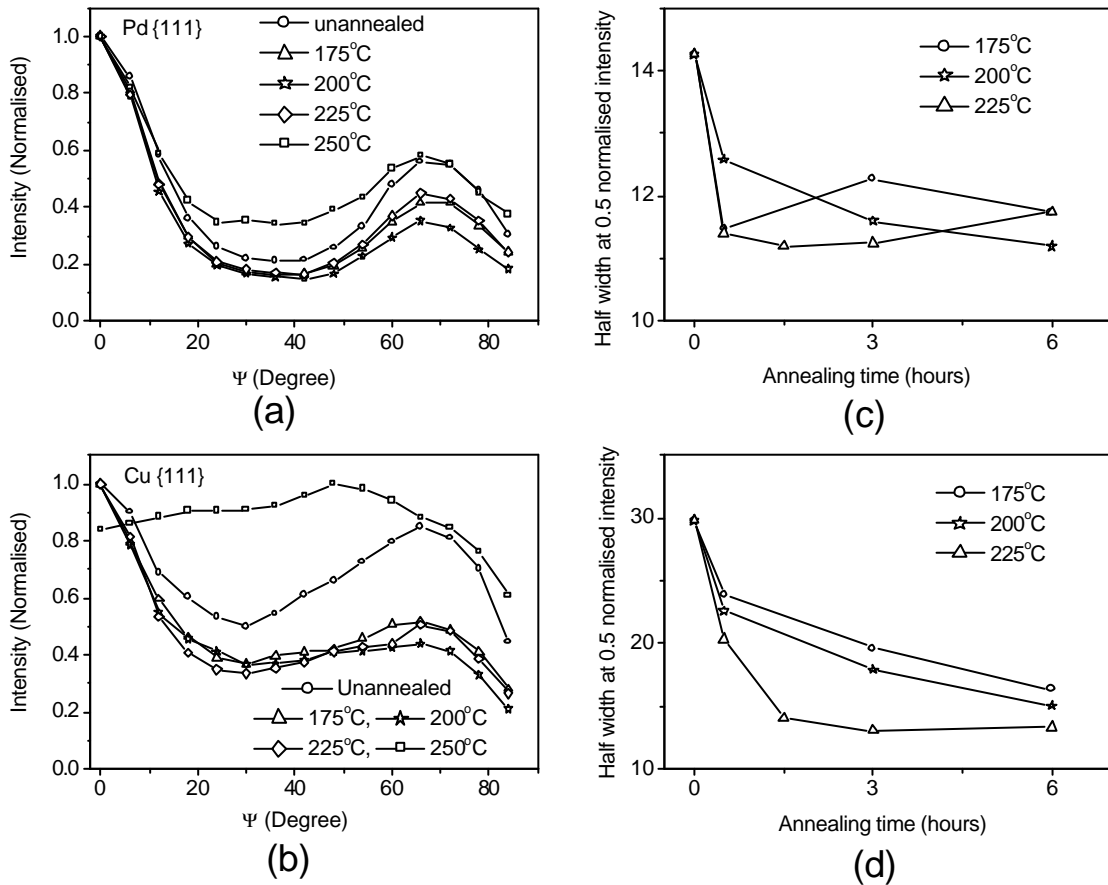 Pd {111}
unannealed
175°C
200°C
225°C
250°C
1.0
0.8
0.6
0.4
0.2
0.0
Intensity (Normalised)
0 20 40 60 80
Ψ (Degree)
(a)
175°C
200°C
225°C
14
12
10
Half width at 0.5 normalised intensity
0 3 6
Annealing time (hours)
(c)
Cu {111}
1.0
0.8
0.6
0.4
0.2
0.0
Intensity (Normalised)
Unannealed
175°C, 200°C
225°C, 250°C
0 20 40 60 80
Ψ (Degree)
(b)
175°C
200°C
225°C
30
20
10
Half width at 0.5 normalised intensity
0 3 6
Annealing time (hours)
(d)